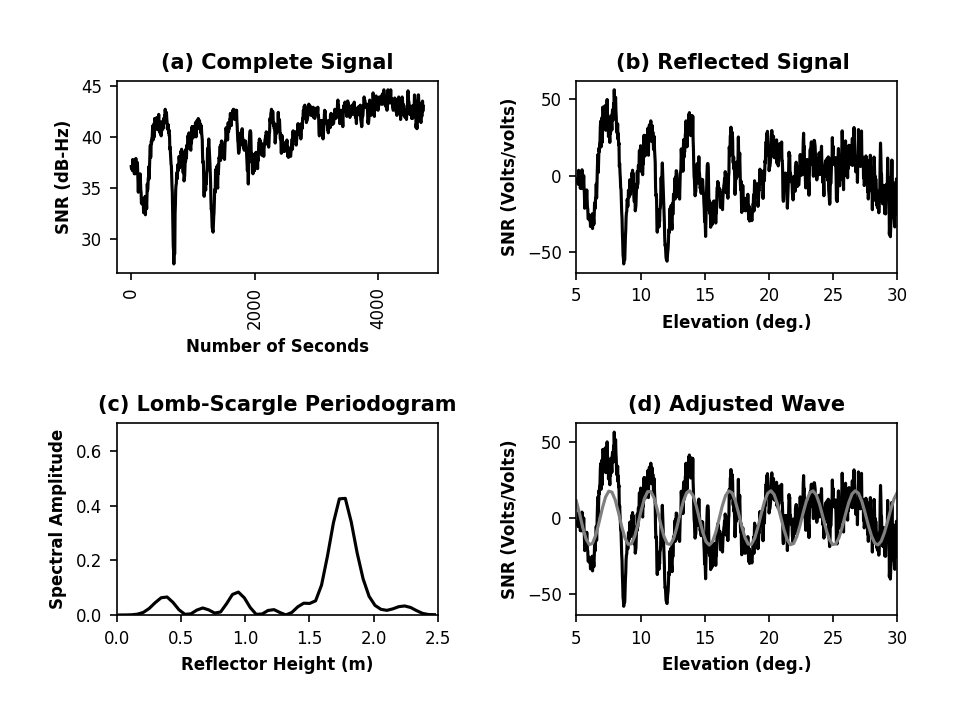 (a) Complete Signal
SNR (dB-Hz)
45
40
35
30
0
2000
4000
Number of Seconds
(b) Reflected Signal
SNR (Volts/volts)
50
0
−50
5
10
15
20
25
30
Elevation (deg.)
(c) Lomb-Scargle Periodogram
Spectral Amplitude
0.6
0.4
0.2
0.0
0.0
0.5
1.0
1.5
2.0
2.5
Reflector Height (m)
(d) Adjusted Wave
SNR (Volts/Volts)
50
0
−50
5
10
15
20
25
30
Elevation (deg.)